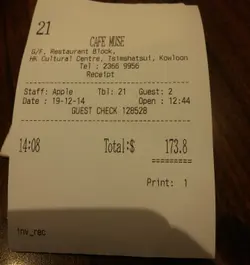 21
CAFE MUSE
G/F, Restaurant Block,
HK Cultural Centre, Tsimshatsui, Kowloon
Tel : 2366 9956
Receipt
Staff: Apple Tbl: 21 Guest: 2
Date : 19-12-14 Open : 12:44
GUEST CHECK 128528
14:08 Total:$ 173.8
=========
Print: 1
inv_rec